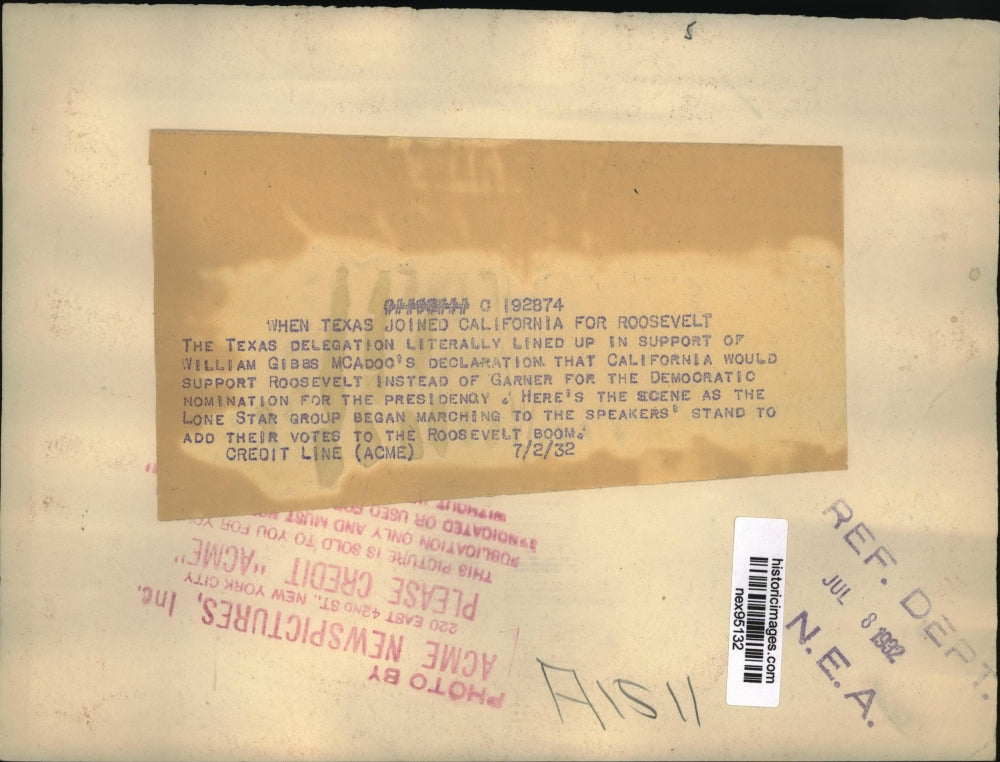 5
C 192874
WHEN TEXAS JOINED CALIFORNIA FOR ROOSEVELT
THE TEXAS DELEGATION LITERALLY LINED UP IN SUPPORT OF
WILLIAM GIBBS MCADOO'S DECLARATION THAT CALIFORNIA WOULD
SUPPORT ROOSEVELT INSTEAD OF GARNER FOR THE DEMOCRATIC
NOMINATION FOR THE PRESIDENCY . HERE'S THE SCENE AS THE
LONE STAR GROUP BEGAN MARCHING TO THE SPEAKERS' STAND TO
ADD THEIR VOTES TO THE ROOSEVELT BOOM.
CREDIT LINE (ACME) 7/2/32
PHOTO BY
ACME NEWSPICTURES, Inc.
220 EAST 42ND ST., NEW YORK CITY
PLEASE CREDIT "ACME"
THIS PICTURE IS SOLD TO YOU FOR
PUBLICATION ONLY AND MUST
SYNDICATED OR USED FOR
WITHOUT
REF. DEPT.
JUL 8 1932
N. E. A.
historicimages.com
nex95132
A1511